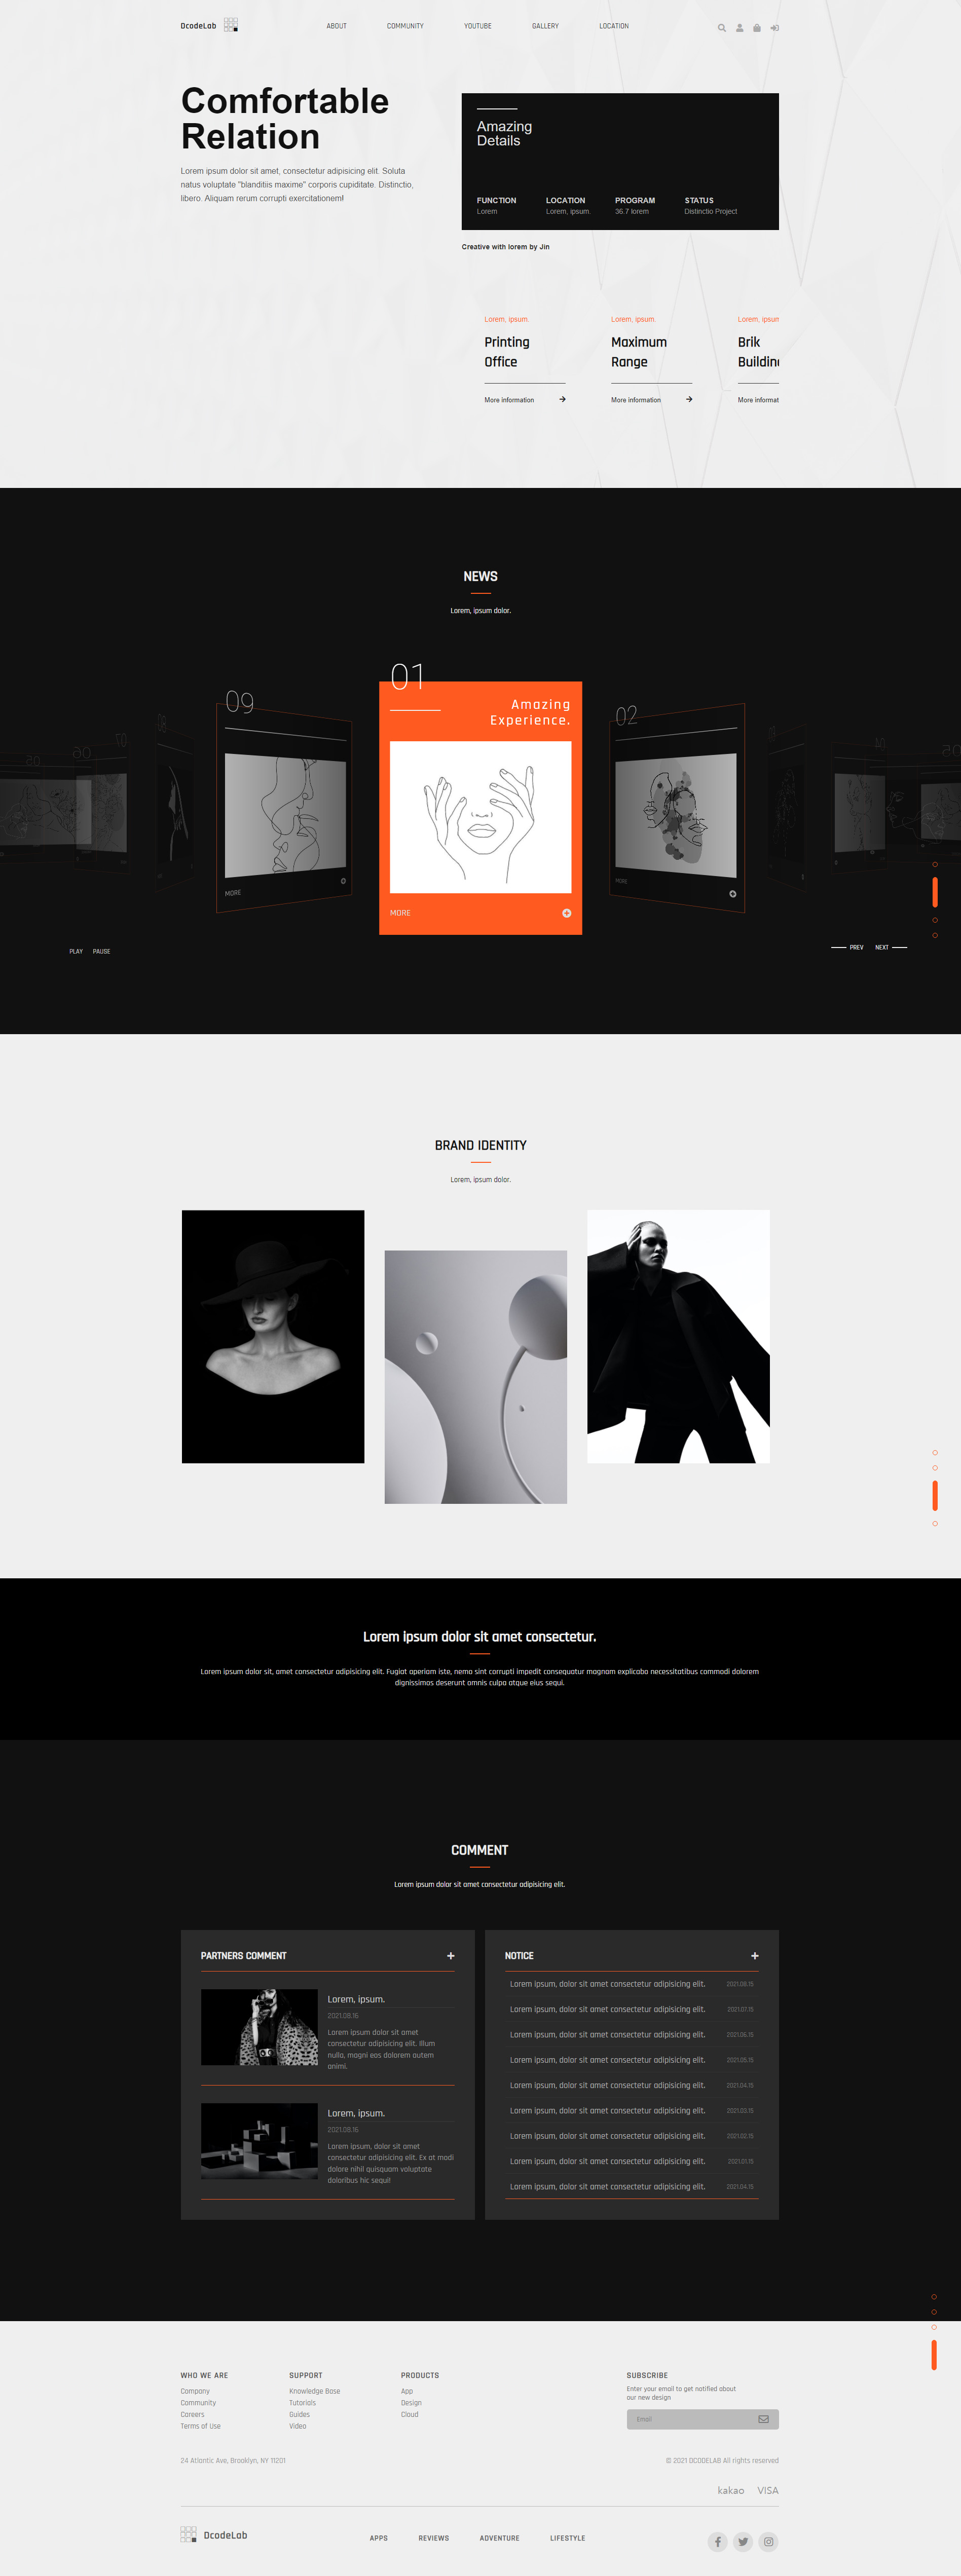 DcodeLab
ABOUT
COMMUNITY
YOUTUBE
GALLERY
LOCATION
Comfortable
Relation
Lorem ipsum dolor sit amet, consectetur adipisicing elit. Soluta
natus voluptate "blanditiis maxime" corporis cupiditate. Distinctio,
libero. Aliquam rerum corrupti exercitationem!
Amazing
Details
FUNCTION
Lorem
LOCATION
Lorem, ipsum.
PROGRAM
36.7 lorem
STATUS
Distinctio Project
Creative with lorem by Jin
Lorem, ipsum.
Printing
Office
More information
Lorem, ipsum.
Maximum
Range
More information
Lorem, ipsum
Brik
Building
More informat
NEWS
Lorem, ipsum dolor.
09
MORE
01
Amazing
Experience.
MORE
02
MORE
PLAY
PAUSE
PREV
NEXT
BRAND IDENTITY
Lorem, ipsum dolor.
Lorem ipsum dolor sit amet consectetur.
Lorem ipsum dolor sit, amet consectetur adipisicing elit. Fugiat aperiam iste, nemo sint corrupti impedit consequatur magnam explicabo necessitatibus commodi dolorem
dignissimos deserunt omnis culpa atque eius sequi.
COMMENT
Lorem ipsum dolor sit amet consectetur adipisicing elit.
PARTNERS COMMENT
Lorem, ipsum.
2021.08.16
Lorem ipsum dolor sit amet
consectetur adipisicing elit. Illum
nulla, magni eos dolorem autem
animi.
Lorem, ipsum.
2021.08.16
Lorem ipsum, dolor sit amet
consectetur adipisicing elit. Ex at modi
dolore nihil quisquam voluptate
doloribus hic sequi!
NOTICE
Lorem ipsum, dolor sit amet consectetur adipisicing elit. 2021.08.15
Lorem ipsum, dolor sit amet consectetur adipisicing elit. 2021.07.15
Lorem ipsum, dolor sit amet consectetur adipisicing elit. 2021.06.15
Lorem ipsum, dolor sit amet consectetur adipisicing elit. 2021.05.15
Lorem ipsum, dolor sit amet consectetur adipisicing elit. 2021.04.15
Lorem ipsum, dolor sit amet consectetur adipisicing elit. 2021.03.15
Lorem ipsum, dolor sit amet consectetur adipisicing elit. 2021.02.15
Lorem ipsum, dolor sit amet consectetur adipisicing elit. 2021.01.15
Lorem ipsum, dolor sit amet consectetur adipisicing elit. 2021.04.15
WHO WE ARE
Company
Community
Careers
Terms of Use
SUPPORT
Knowledge Base
Tutorials
Guides
Video
PRODUCTS
App
Design
Cloud
SUBSCRIBE
Enter your email to get notified about
our new design
Email
24 Atlantic Ave, Brooklyn, NY 11201
© 2021 DCODELAB All rights reserved
kakao
VISA
DcodeLab
APPS
REVIEWS
ADVENTURE
LIFESTYLE